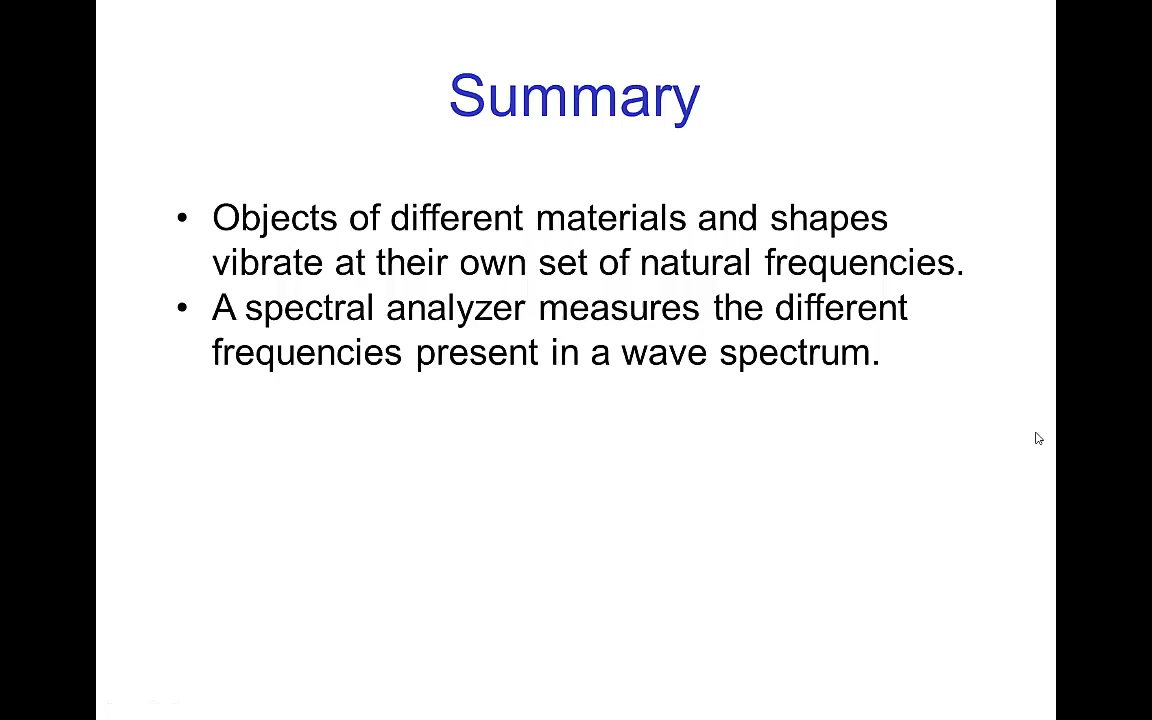 Summary
• Objects of different materials and shapes
vibrate at their own set of natural frequencies.
• A spectral analyzer measures the different
frequencies present in a wave spectrum.